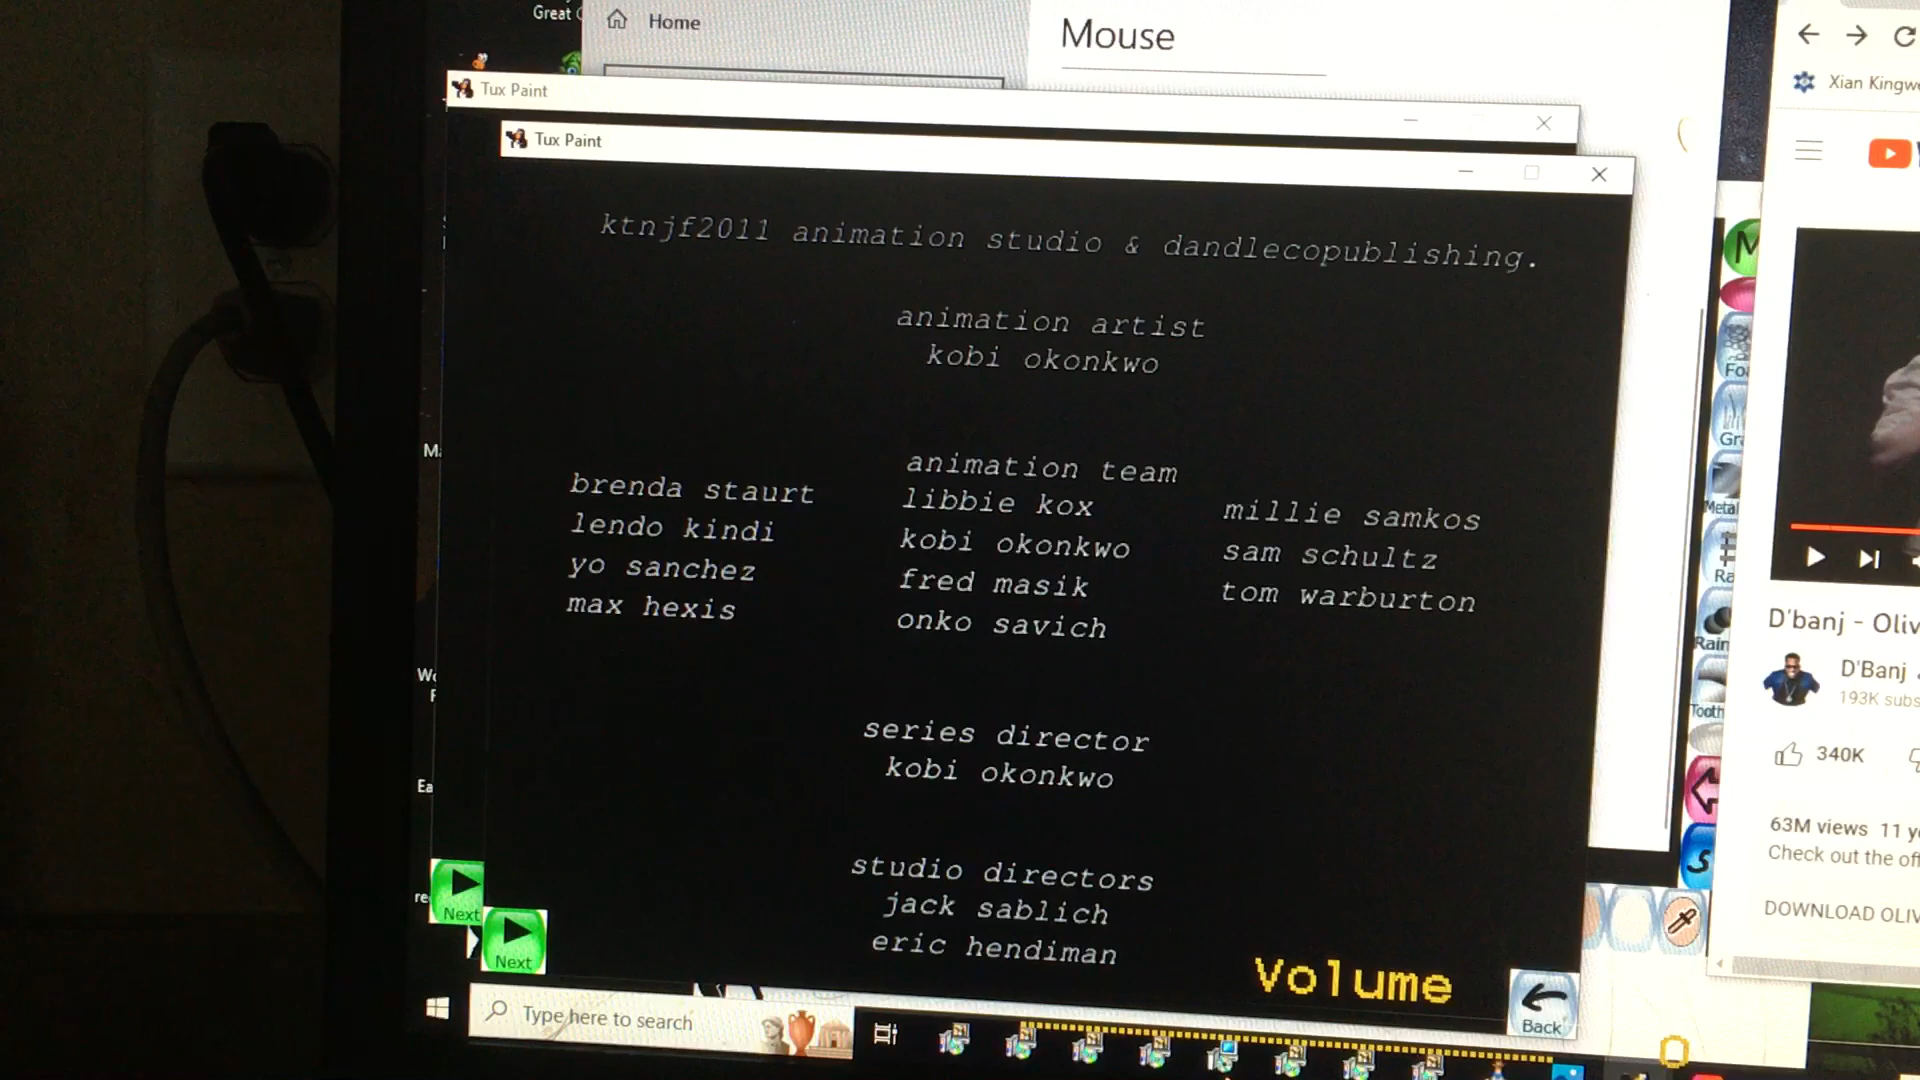 Great
Home
Mouse
Tux Paint
Tux Paint
Xian Kingw
ktnjf2011 animation studio & dandlecopublishing.
animation artist
kobi okonkwo
animation team
brenda staurt
libbie kox
millie samkos
lendo kindi
kobi okonkwo
sam schultz
yo sanchez
fred masik
tom warburton
max hexis
onko savich
series director
kobi okonkwo
studio directors
jack sablich
eric hendiman
Next
Next
Volume
Back
Type here to search
Metal
Rain
Tooth
D'banj - Oliv
D'Banj
193K subs
340K
63M views 11 y
Check out the off
DOWNLOAD OLIV